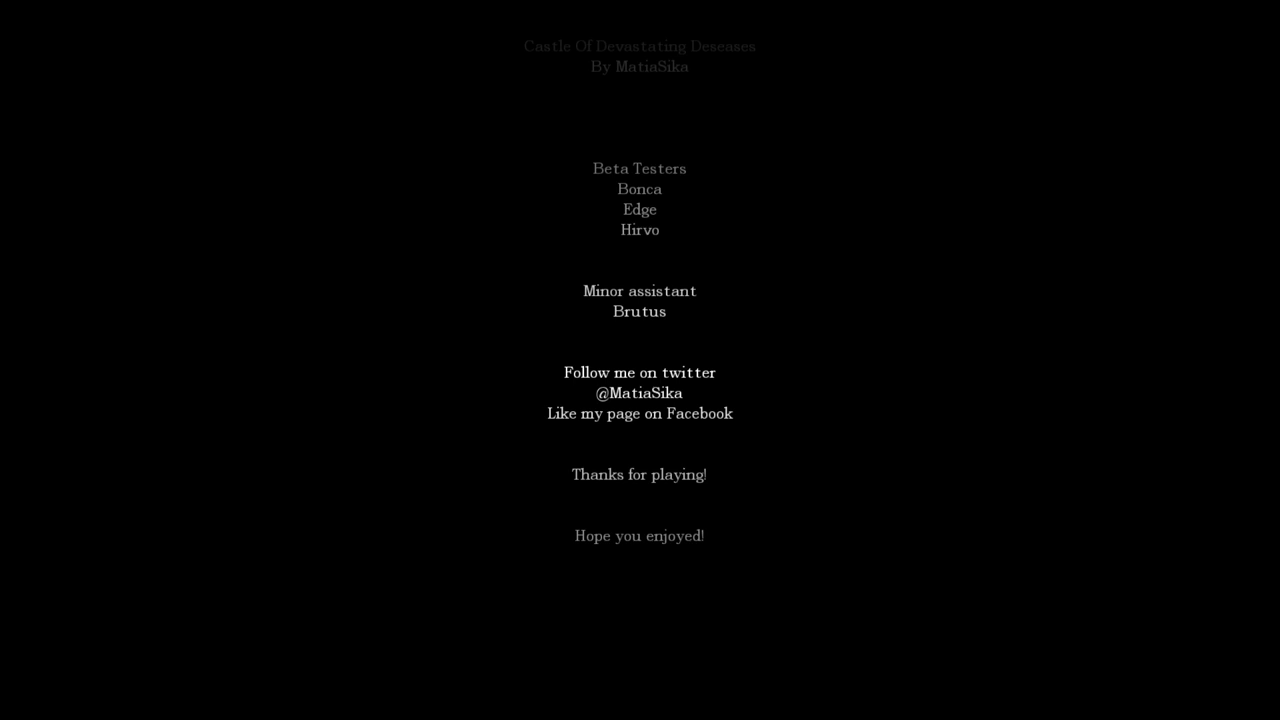 Castle Of Devastating Deseases
By MatiaSika
Beta Testers
Bonca
Edge
Hirvo
Minor assistant
Brutus
Follow me on twitter
@MatiaSika
Like my page on Facebook
Thanks for playing!
Hope you enjoyed!